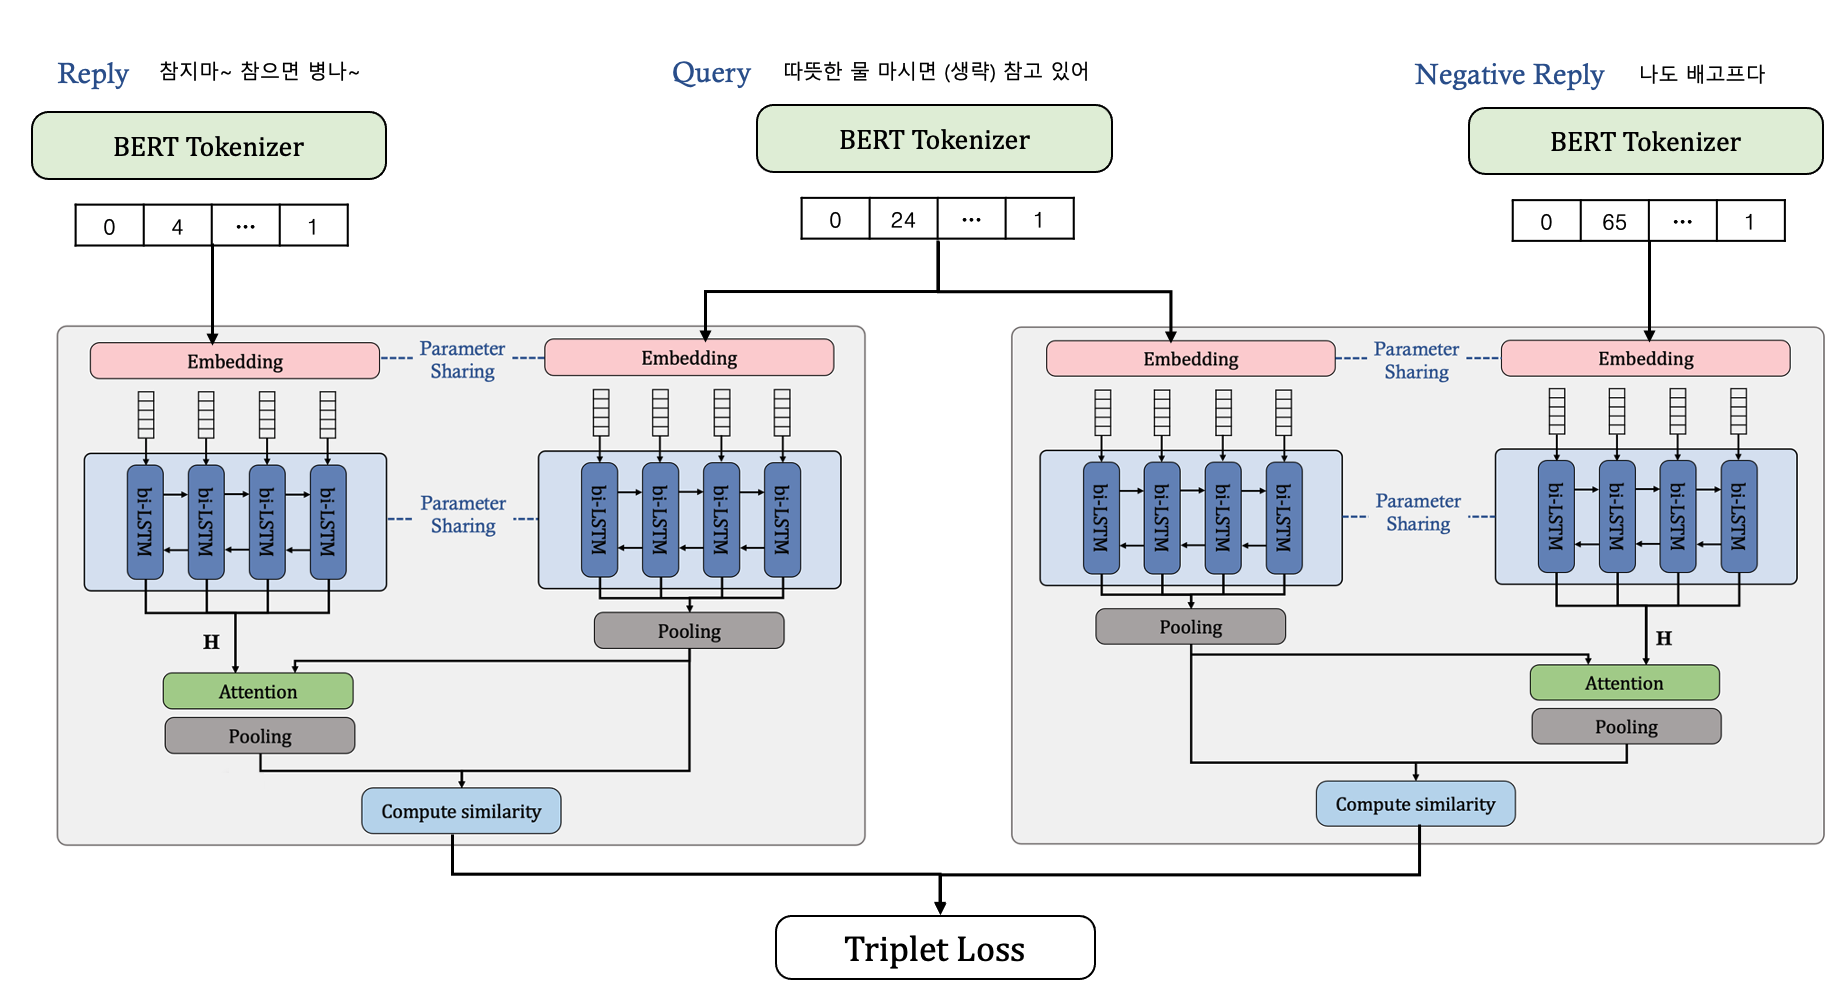 Reply 참지마~ 참으면 병나~
Query 따뜻한 물 마시면 (생략) 참고 있어
Negative Reply 나도 배고프다
BERT Tokenizer
BERT Tokenizer
BERT Tokenizer
0 4 ... 1
0 24 ... 1
0 65 ... 1
Embedding
Parameter
Sharing
Embedding
Embedding
Parameter
Sharing
Embedding
bi-LSTM
bi-LSTM
bi-LSTM
bi-LSTM
Parameter
Sharing
bi-LSTM
bi-LSTM
bi-LSTM
bi-LSTM
bi-LSTM
bi-LSTM
bi-LSTM
bi-LSTM
Parameter
Sharing
bi-LSTM
bi-LSTM
bi-LSTM
bi-LSTM
H
Pooling
Pooling
H
Attention
Attention
Pooling
Pooling
Compute similarity
Compute similarity
Triplet Loss